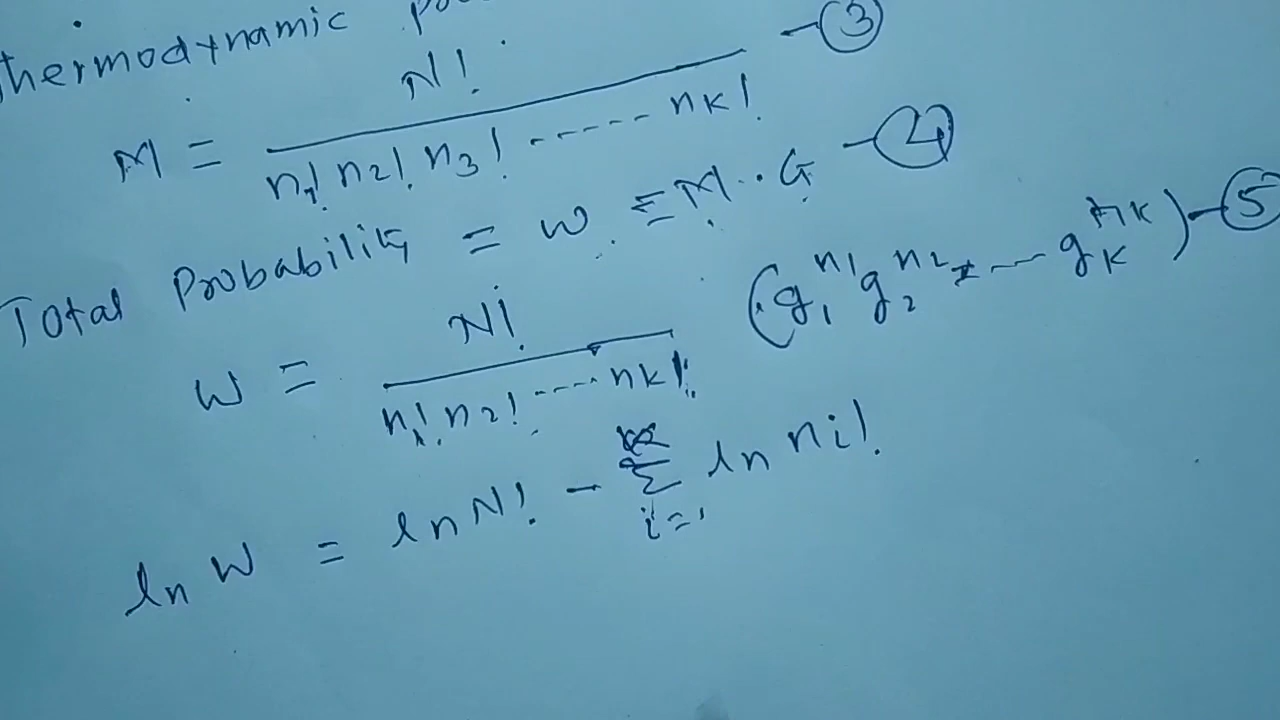 thermodynamic
M = N! / n1! n2! n3! ------ nk! — ③
Total Probability = W = M . G — ④
W = N! / n1! n2! ---- nk! (g1^n1 g2^n2 ---- gk^nk) — ⑤
ln W = ln N! - Σ i=1 ln ni!